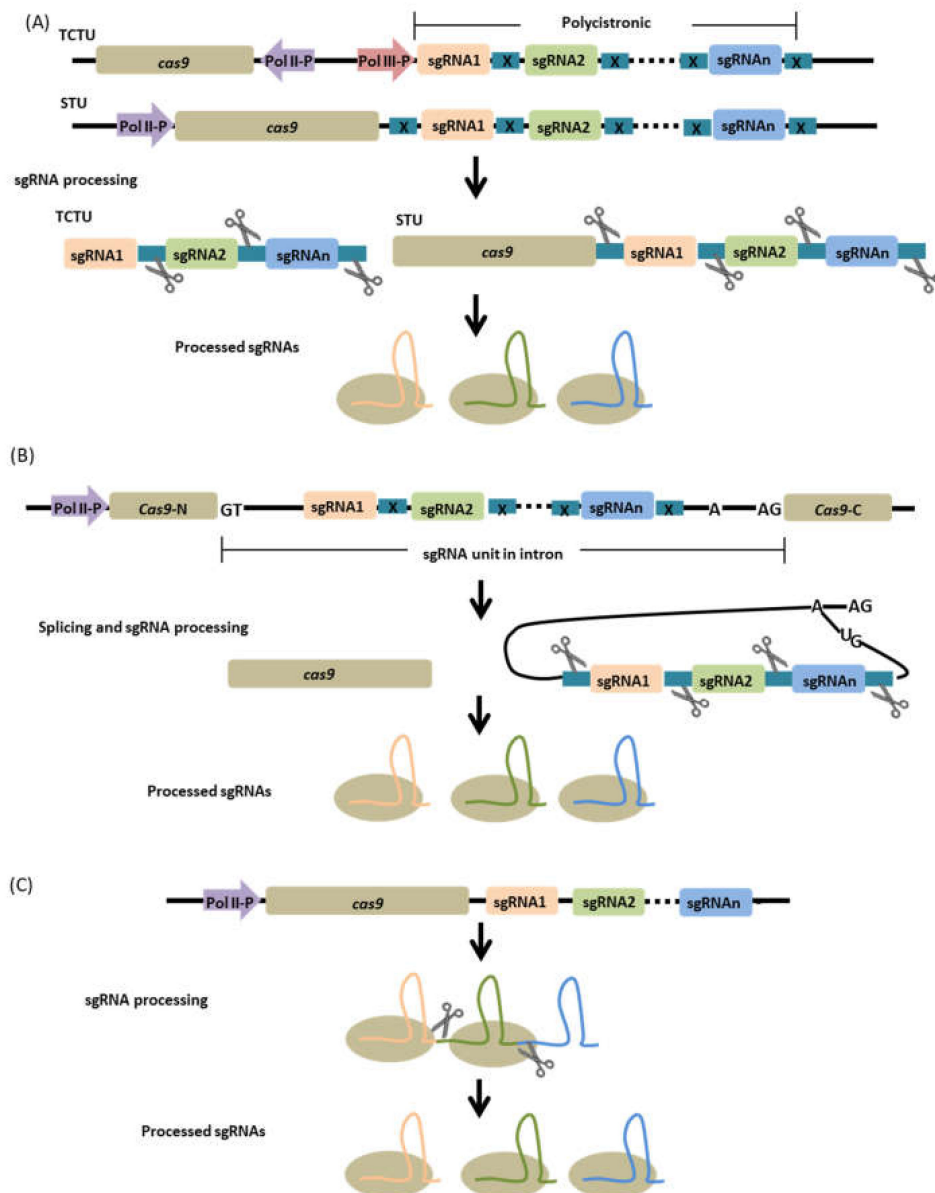 (A)
Polycistronic
TCTU
cas9 Pol II-P Pol III-P sgRNA1 X sgRNA2 X X sgRNAn X
STU
Pol II-P cas9 X sgRNA1 X sgRNA2 X X sgRNAn X
sgRNA processing
TCTU STU
sgRNA1 sgRNA2 sgRNAn cas9 sgRNA1 sgRNA2 sgRNAn
Processed sgRNAs
(B)
Pol II-P Cas9-N GT sgRNA1 X sgRNA2 X X sgRNAn X A AG Cas9-C
sgRNA unit in intron
A AG
Splicing and sgRNA processing
UG
cas9 sgRNA1 sgRNA2 sgRNAn
Processed sgRNAs
(C)
Pol II-P cas9 sgRNA1 sgRNA2 sgRNAn
sgRNA processing
Processed sgRNAs